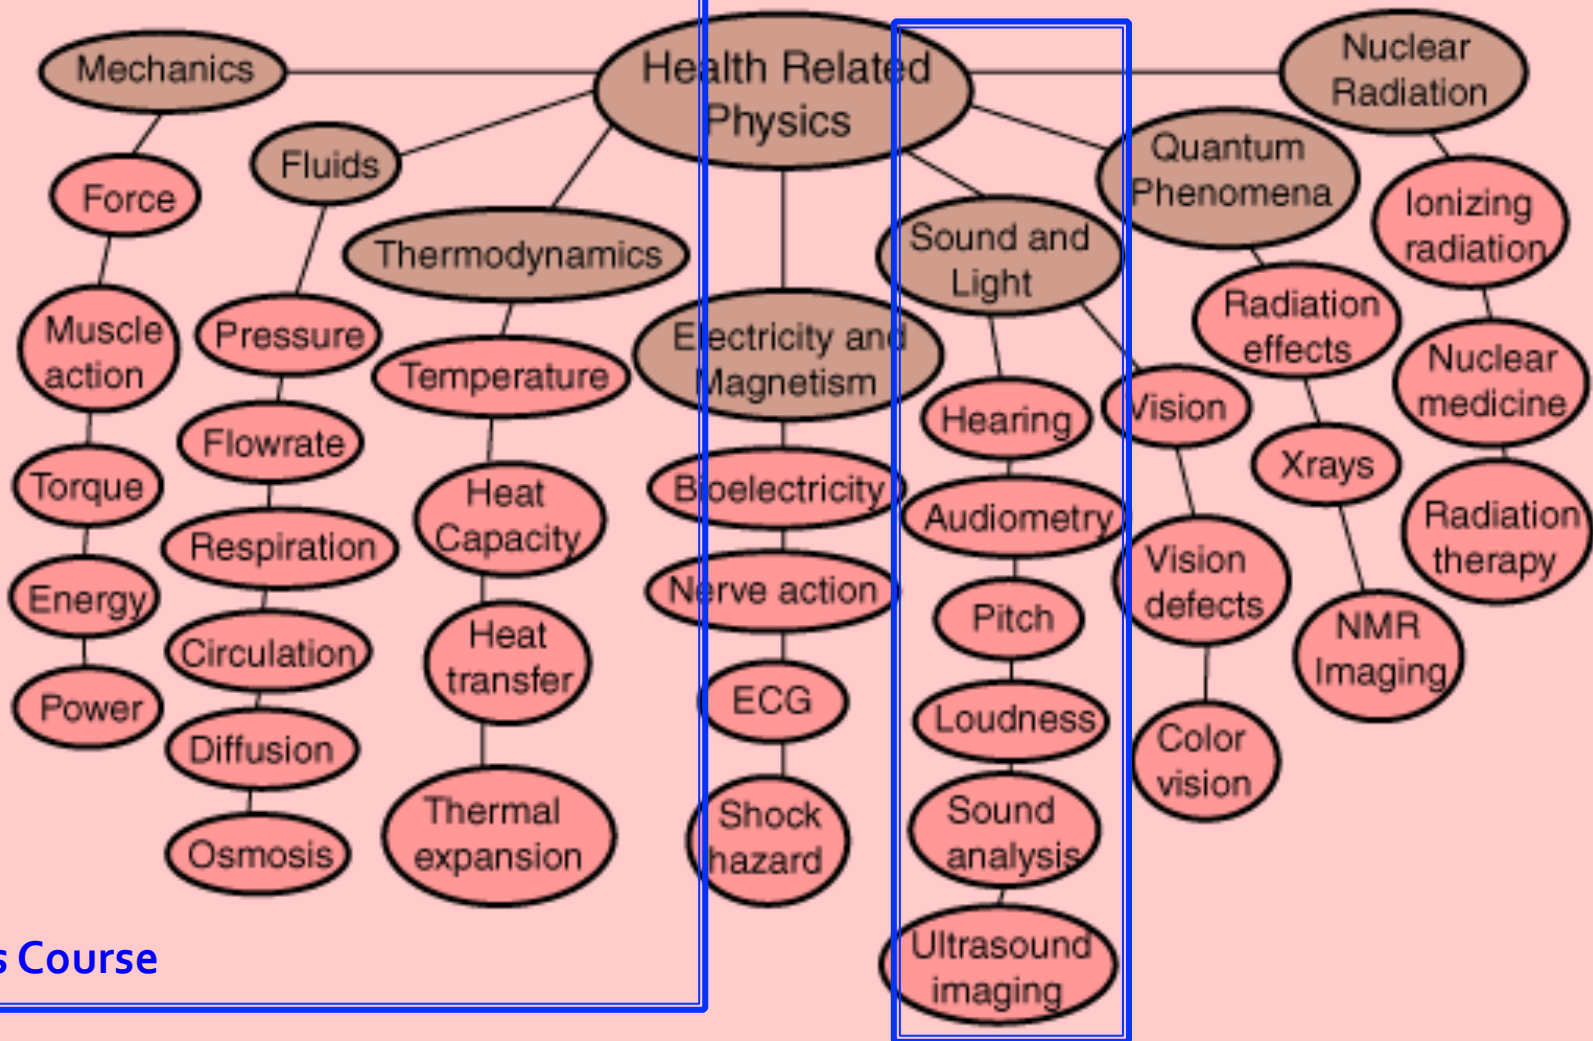 Health Related
Physics
Mechanics
Force
Muscle
action
Torque
Energy
Power
Fluids
Pressure
Flowrate
Respiration
Circulation
Diffusion
Osmosis
Thermodynamics
Temperature
Heat
Capacity
Heat
transfer
Thermal
expansion
Electricity and
Magnetism
Bioelectricity
Nerve action
ECG
Shock
hazard
Sound and
Light
Hearing
Audiometry
Pitch
Loudness
Sound
analysis
Ultrasound
imaging
Vision
Vision
defects
Color
vision
Quantum
Phenomena
Radiation
effects
Xrays
NMR
Imaging
Nuclear
Radiation
Ionizing
radiation
Nuclear
medicine
Radiation
therapy
s Course